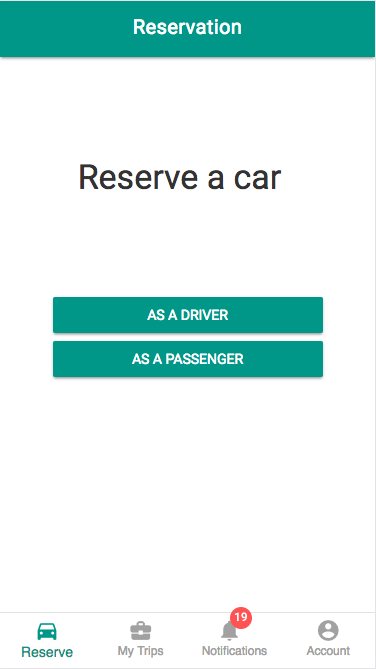 Reservation
Reserve a car
AS A DRIVER
AS A PASSENGER
19
Reserve
My Trips
Notifications
Account